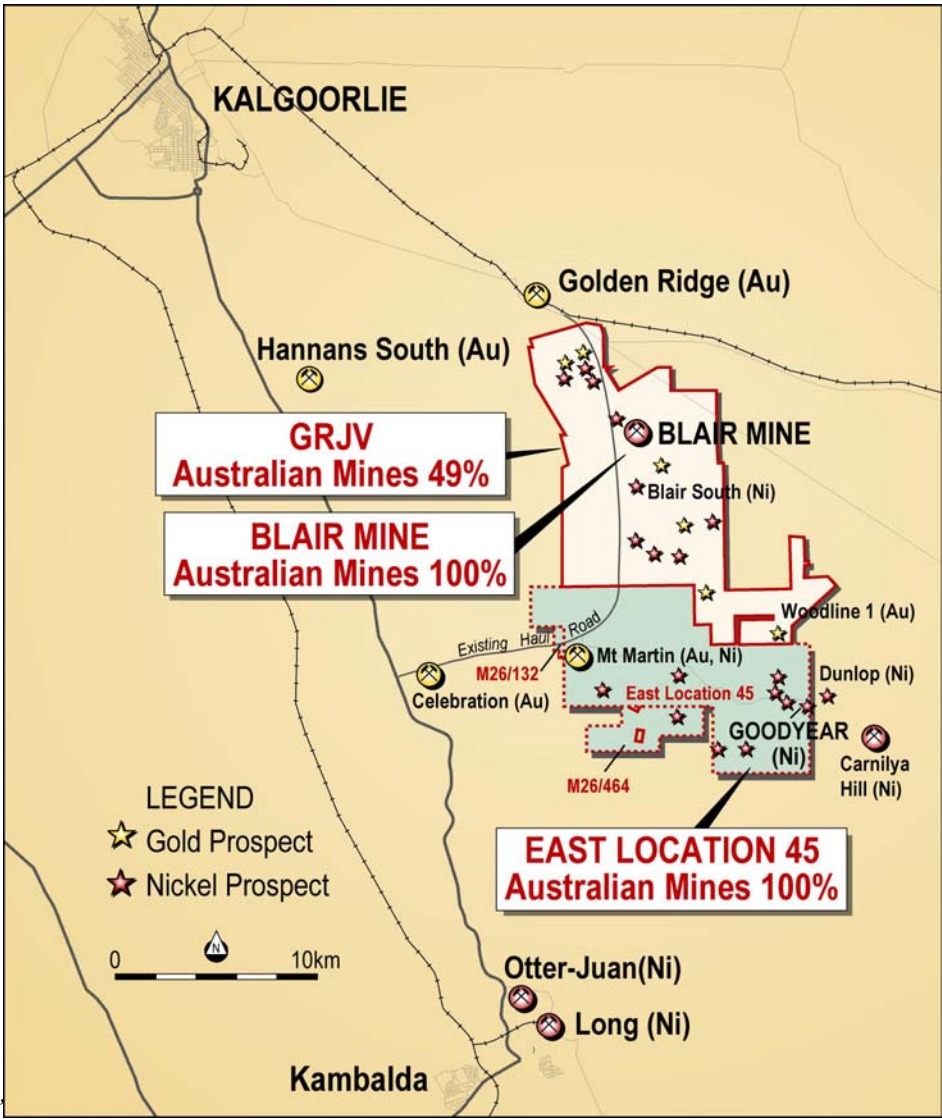 KALGOORLIE
Golden Ridge (Au)
Hannans South (Au)
GRJV
Australian Mines 49%
BLAIR MINE
Blair South (Ni)
BLAIR MINE
Australian Mines 100%
Woodline 1 (Au)
Existing Haul Road
M26/132
Mt Martin (Au, Ni)
Dunlop (Ni)
Celebration (Au)
East Location 45
GOODYEAR
(Ni)
Carnilya
Hill (Ni)
M26/464
LEGEND
Gold Prospect
Nickel Prospect
EAST LOCATION 45
Australian Mines 100%
N
0 10km
Otter-Juan(Ni)
Long (Ni)
Kambalda
,